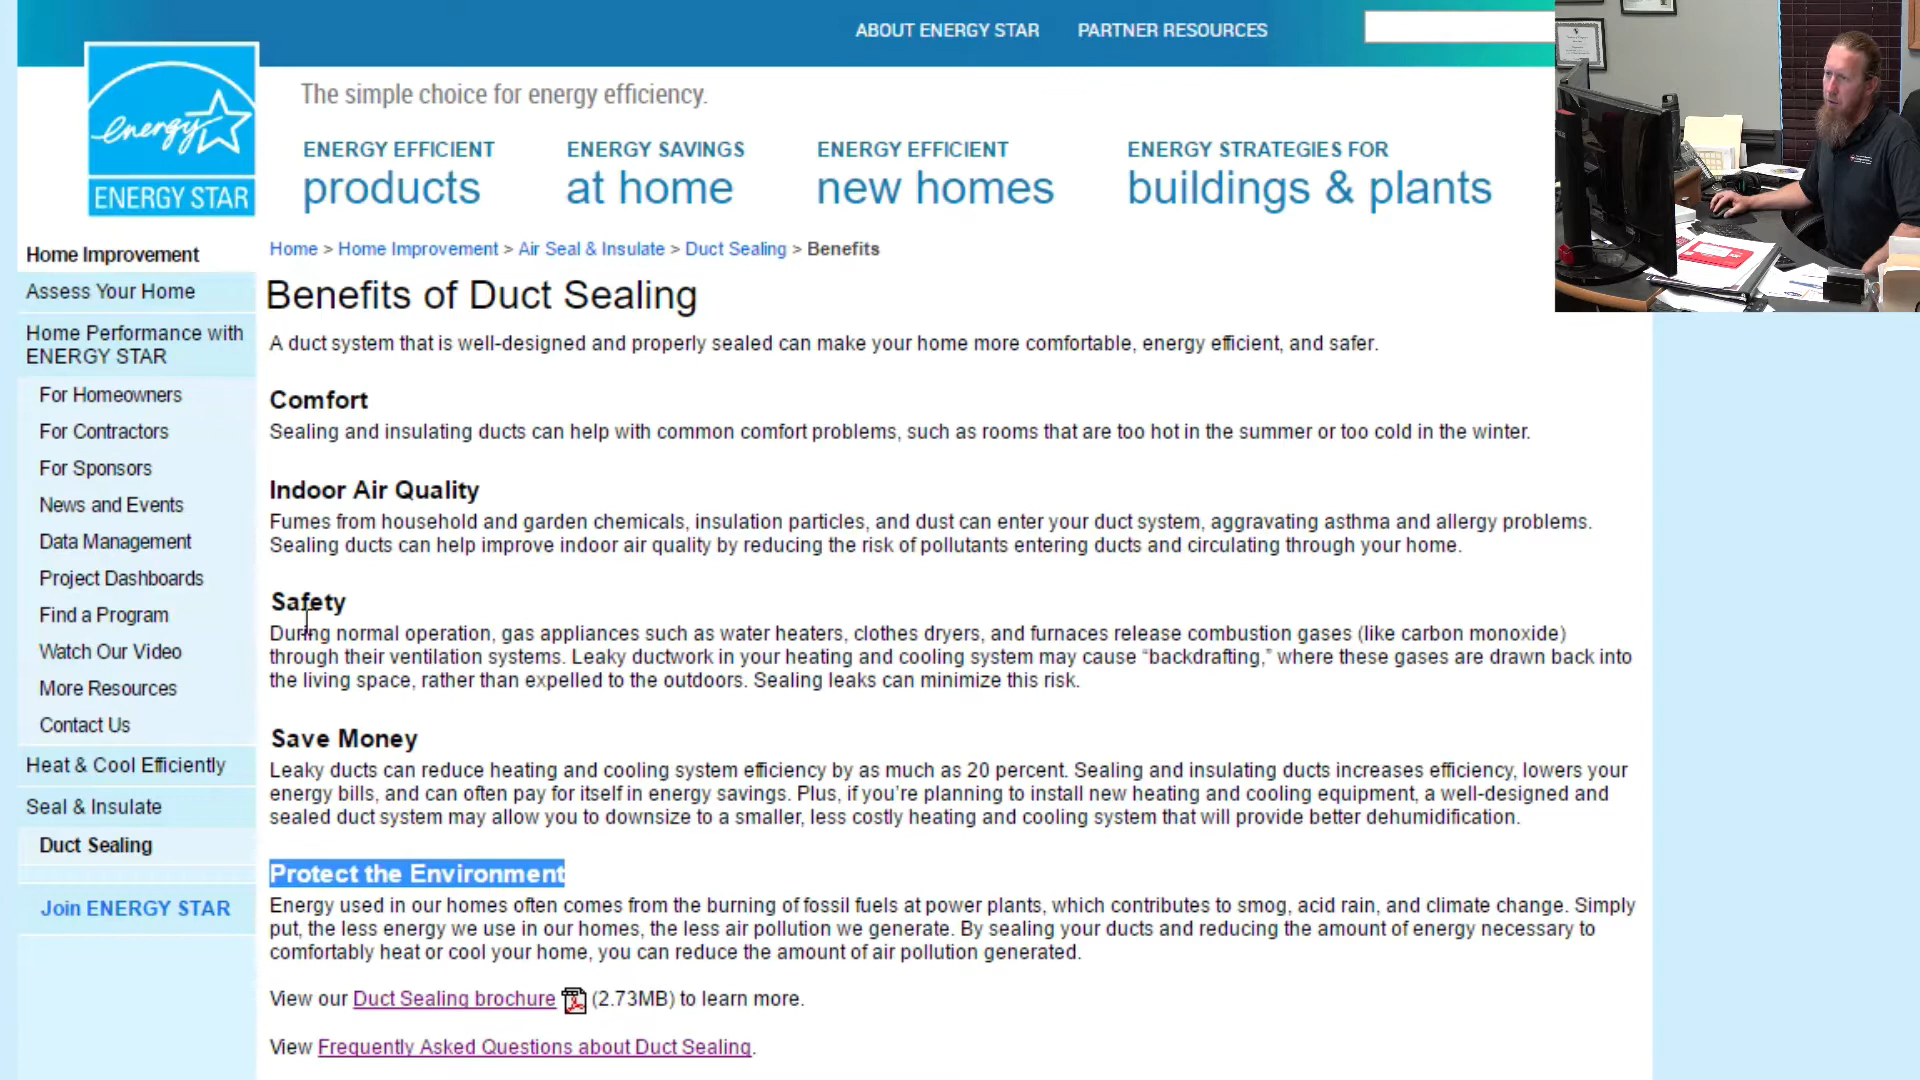 ABOUT ENERGY STAR
PARTNER RESOURCES
energy
ENERGY STAR
The simple choice for energy efficiency.
ENERGY EFFICIENT
products
ENERGY SAVINGS
at home
ENERGY EFFICIENT
new homes
ENERGY STRATEGIES FOR
buildings & plants
Home Improvement
Assess Your Home
Home Performance with
ENERGY STAR
For Homeowners
For Contractors
For Sponsors
News and Events
Data Management
Project Dashboards
Find a Program
Watch Our Video
More Resources
Contact Us
Heat & Cool Efficiently
Seal & Insulate
Duct Sealing
Join ENERGY STAR
Home > Home Improvement > Air Seal & Insulate > Duct Sealing > Benefits
Benefits of Duct Sealing
A duct system that is well-designed and properly sealed can make your home more comfortable, energy efficient, and safer.
Comfort
Sealing and insulating ducts can help with common comfort problems, such as rooms that are too hot in the summer or too cold in the winter.
Indoor Air Quality
Fumes from household and garden chemicals, insulation particles, and dust can enter your duct system, aggravating asthma and allergy problems.
Sealing ducts can help improve indoor air quality by reducing the risk of pollutants entering ducts and circulating through your home.
Safety
During normal operation, gas appliances such as water heaters, clothes dryers, and furnaces release combustion gases (like carbon monoxide)
through their ventilation systems. Leaky ductwork in your heating and cooling system may cause “backdrafting,” where these gases are drawn back into
the living space, rather than expelled to the outdoors. Sealing leaks can minimize this risk.
Save Money
Leaky ducts can reduce heating and cooling system efficiency by as much as 20 percent. Sealing and insulating ducts increases efficiency, lowers your
energy bills, and can often pay for itself in energy savings. Plus, if you’re planning to install new heating and cooling equipment, a well-designed and
sealed duct system may allow you to downsize to a smaller, less costly heating and cooling system that will provide better dehumidification.
Protect the Environment
Energy used in our homes often comes from the burning of fossil fuels at power plants, which contributes to smog, acid rain, and climate change. Simply
put, the less energy we use in our homes, the less air pollution we generate. By sealing your ducts and reducing the amount of energy necessary to
comfortably heat or cool your home, you can reduce the amount of air pollution generated.
View our Duct Sealing brochure (2.73MB) to learn more.
View Frequently Asked Questions about Duct Sealing.